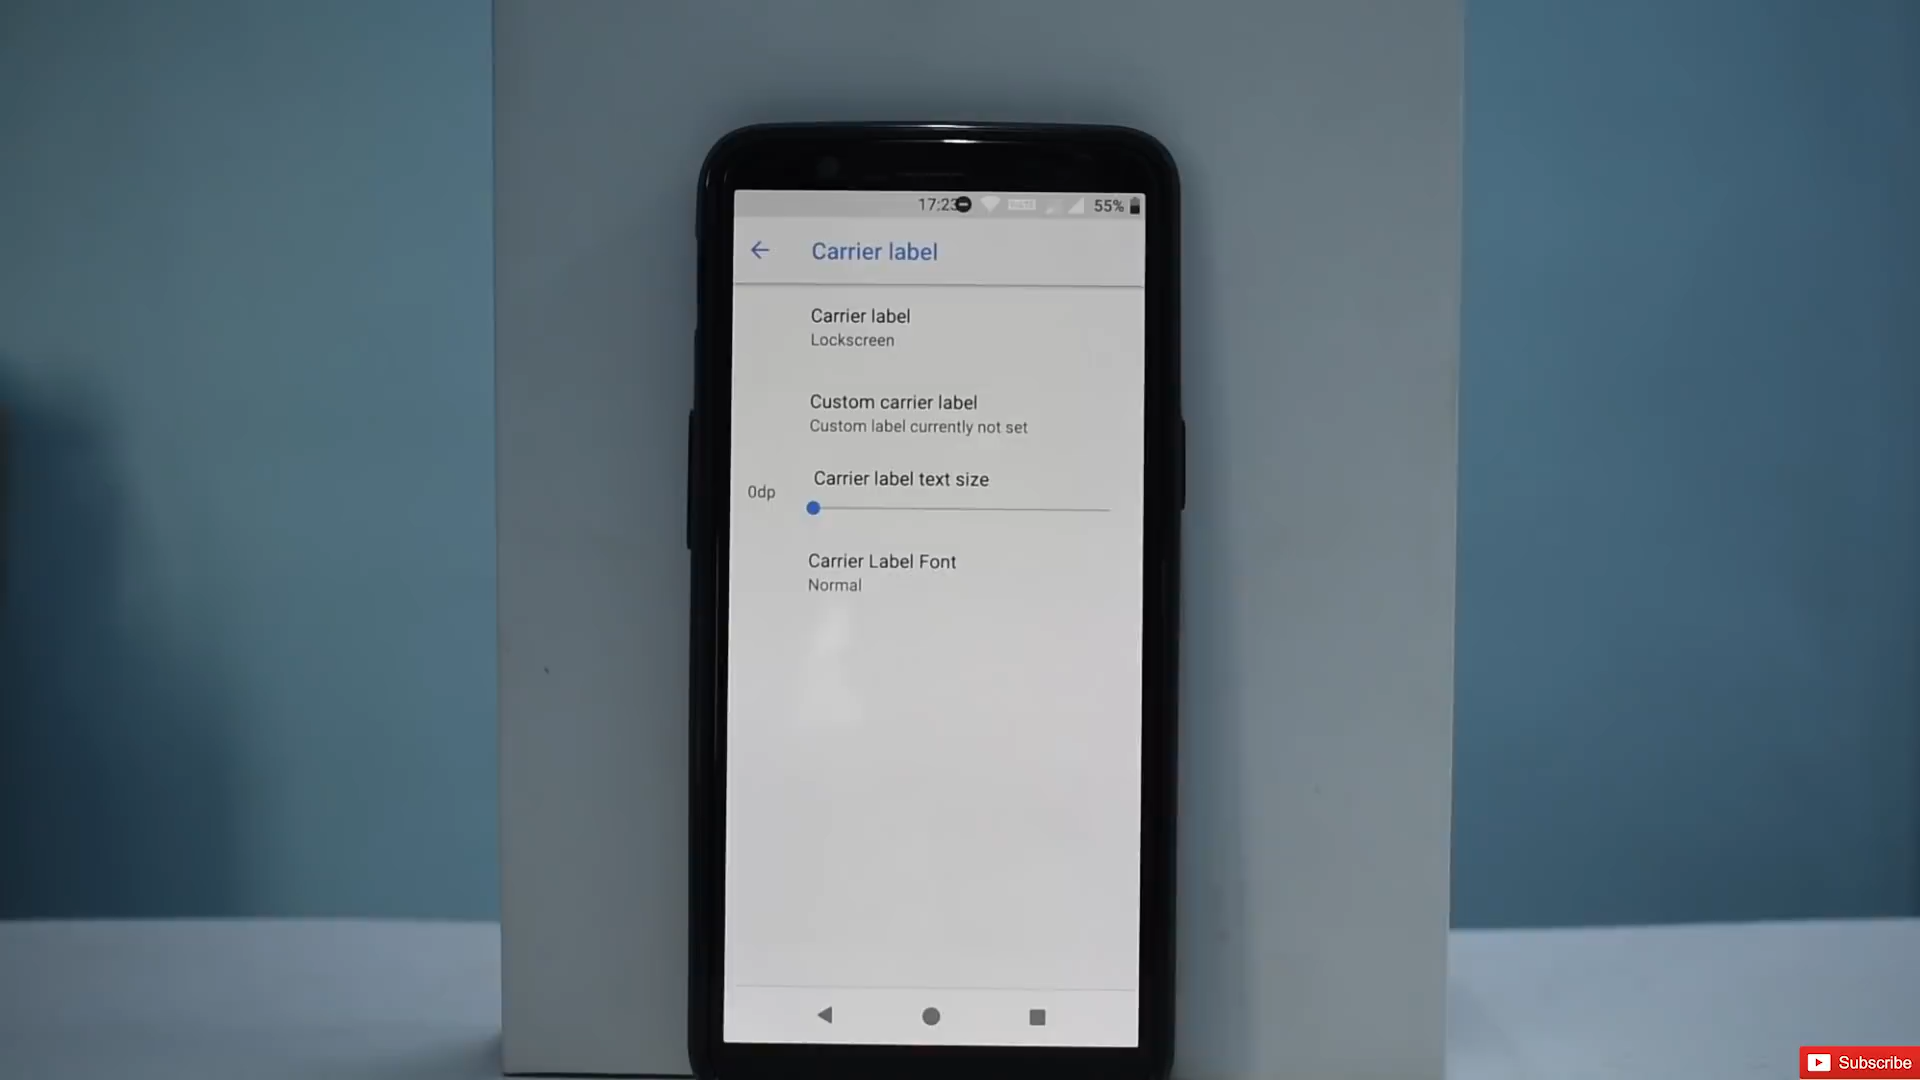 17:23 55%
Carrier label
Carrier label
Lockscreen
Custom carrier label
Custom label currently not set
Carrier label text size
0dp
Carrier Label Font
Normal
Subscribe